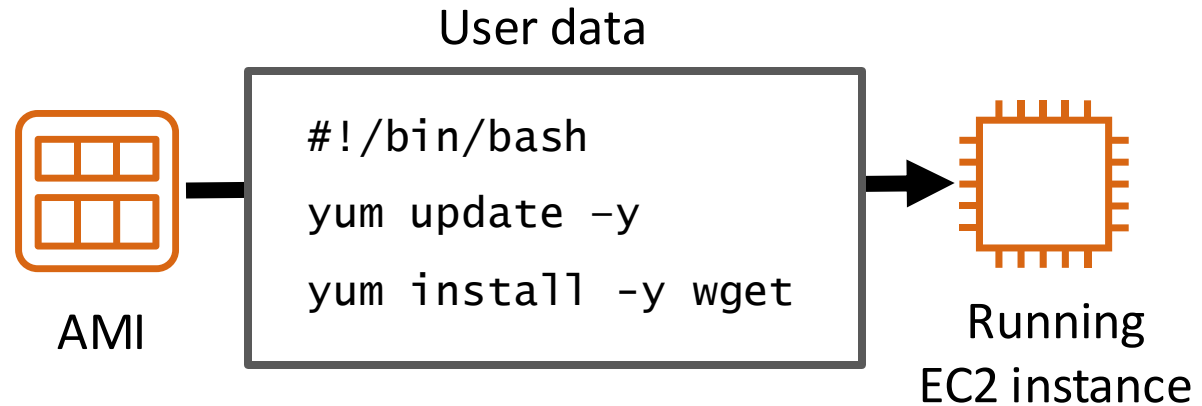 User data
#!/bin/bash
yum update –y
yum install –y wget
AMI
Running
EC2 instance